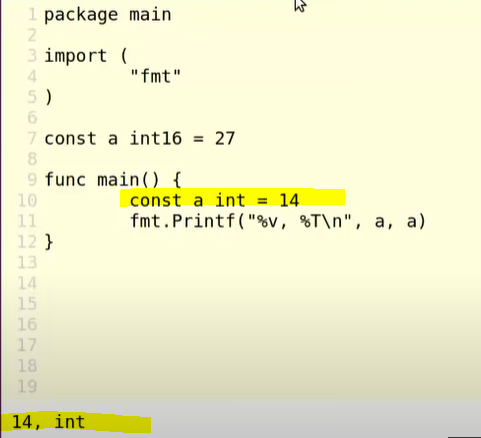 1 package main
2
3 import (
4         "fmt"
5 )
6
7 const a int16 = 27
8
9 func main() {
10         const a int = 14
11         fmt.Printf("%v, %T\n", a, a)
12 }
13
14
15
16
17
18
19
14, int